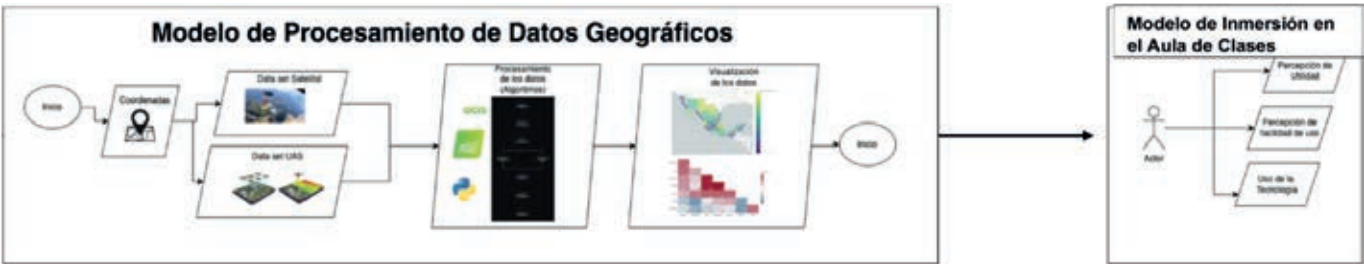 Modelo de Procesamiento de Datos Geográficos
Inicio
Coordenadas
Data set Satelital
Data set UAS
Procesamiento
de los datos
(Algoritmos)
QGIS
Visualización
de los datos
Inicio
Modelo de Inmersión en
el Aula de Clases
Actor
Percepción de
Utilidad
Percepción de
facilidad de uso
Uso de la
Tecnología